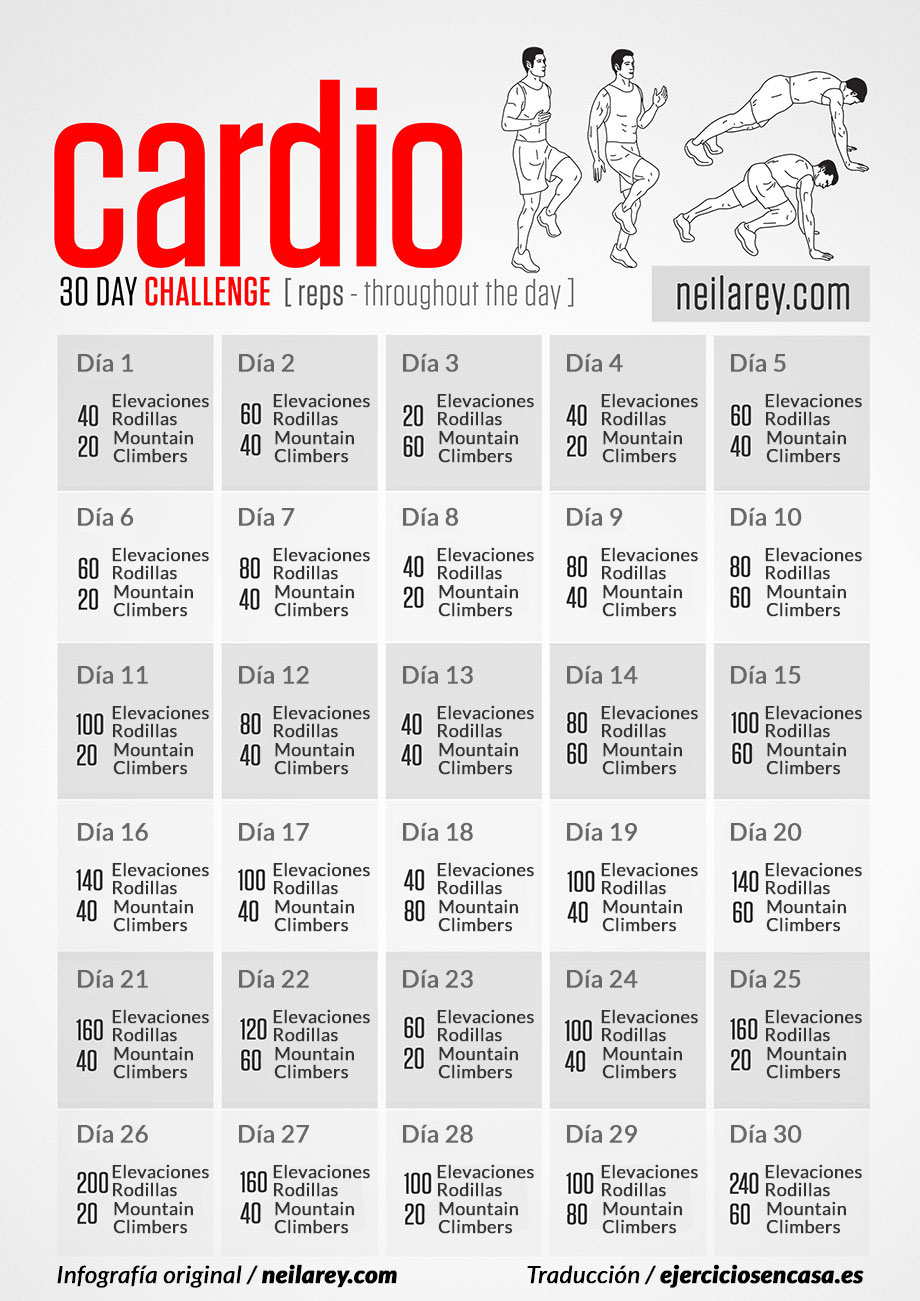 cardio
30 DAY CHALLENGE [ reps - throughout the day ]
neilarey.com
Día 1
40 Elevaciones Rodillas
20 Mountain Climbers
Día 2
60 Elevaciones Rodillas
40 Mountain Climbers
Día 3
20 Elevaciones Rodillas
60 Mountain Climbers
Día 4
40 Elevaciones Rodillas
20 Mountain Climbers
Día 5
60 Elevaciones Rodillas
40 Mountain Climbers
Día 6
60 Elevaciones Rodillas
20 Mountain Climbers
Día 7
80 Elevaciones Rodillas
40 Mountain Climbers
Día 8
40 Elevaciones Rodillas
20 Mountain Climbers
Día 9
80 Elevaciones Rodillas
40 Mountain Climbers
Día 10
80 Elevaciones Rodillas
60 Mountain Climbers
Día 11
100 Elevaciones Rodillas
20 Mountain Climbers
Día 12
80 Elevaciones Rodillas
40 Mountain Climbers
Día 13
40 Elevaciones Rodillas
40 Mountain Climbers
Día 14
80 Elevaciones Rodillas
60 Mountain Climbers
Día 15
100 Elevaciones Rodillas
60 Mountain Climbers
Día 16
140 Elevaciones Rodillas
40 Mountain Climbers
Día 17
100 Elevaciones Rodillas
40 Mountain Climbers
Día 18
40 Elevaciones Rodillas
80 Mountain Climbers
Día 19
100 Elevaciones Rodillas
40 Mountain Climbers
Día 20
140 Elevaciones Rodillas
60 Mountain Climbers
Día 21
160 Elevaciones Rodillas
40 Mountain Climbers
Día 22
120 Elevaciones Rodillas
60 Mountain Climbers
Día 23
60 Elevaciones Rodillas
20 Mountain Climbers
Día 24
100 Elevaciones Rodillas
40 Mountain Climbers
Día 25
160 Elevaciones Rodillas
20 Mountain Climbers
Día 26
200 Elevaciones Rodillas
20 Mountain Climbers
Día 27
160 Elevaciones Rodillas
40 Mountain Climbers
Día 28
100 Elevaciones Rodillas
20 Mountain Climbers
Día 29
100 Elevaciones Rodillas
80 Mountain Climbers
Día 30
240 Elevaciones Rodillas
60 Mountain Climbers
Infografía original / neilarey.com
Traducción / ejerciciosencasa.es